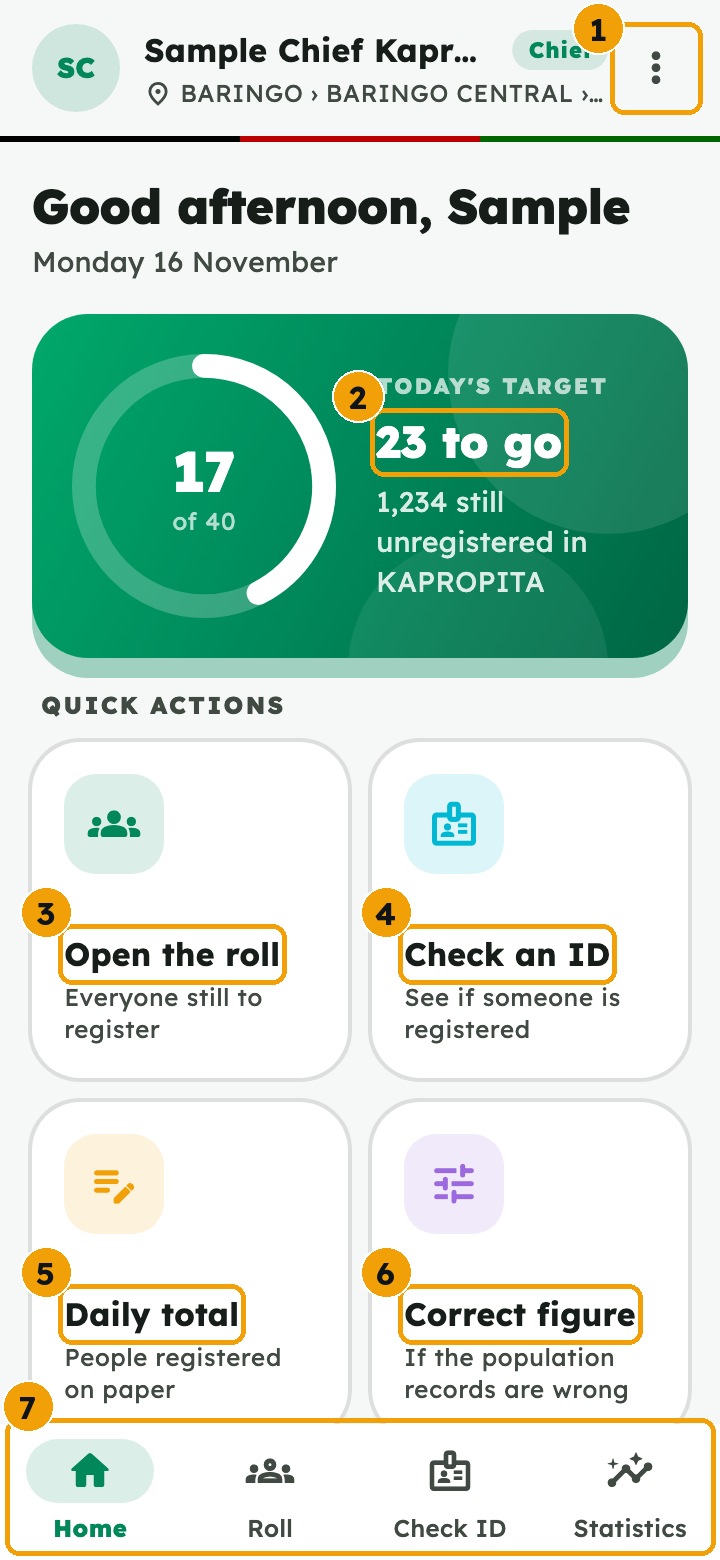 SC
Sample Chief Kapr...
Chief
1
BARINGO › BARINGO CENTRAL ›...
Good afternoon, Sample
Monday 16 November
17
of 40
2
TODAY'S TARGET
23 to go
1,234 still
unregistered in
KAPROPITA
QUICK ACTIONS
3
Open the roll
Everyone still to
register
4
Check an ID
See if someone is
registered
5
Daily total
People registered
on paper
6
Correct figure
If the population
records are wrong
7
Home
Roll
Check ID
Statistics